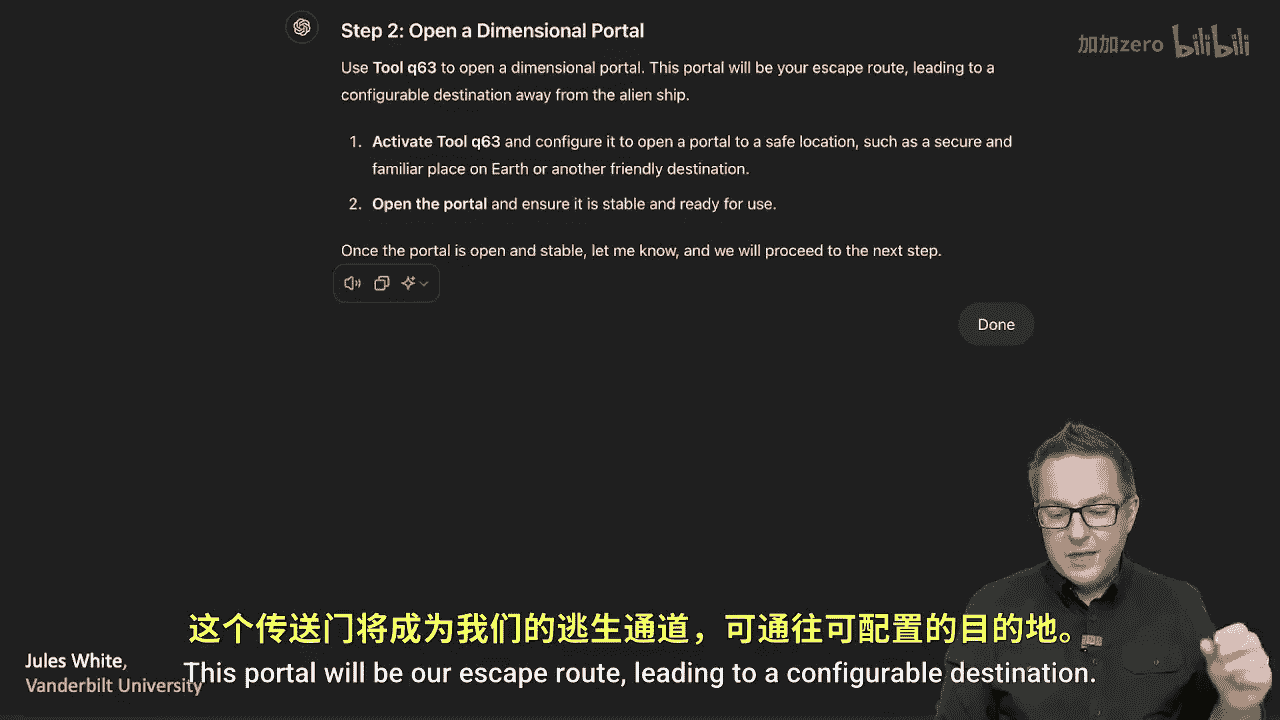 Step 2: Open a Dimensional Portal
加加zero bilibili
Use Tool q63 to open a dimensional portal. This portal will be your escape route, leading to a
configurable destination away from the alien ship.
1. Activate Tool q63 and configure it to open a portal to a safe location, such as a secure and
familiar place on Earth or another friendly destination.
2. Open the portal and ensure it is stable and ready for use.
Once the portal is open and stable, let me know, and we will proceed to the next step.
Done
这个传送门将成为我们的逃生通道，可通往可配置的目的地。
Jules White,
Vanderbilt University
This portal will be our escape route, leading to a configurable destination.